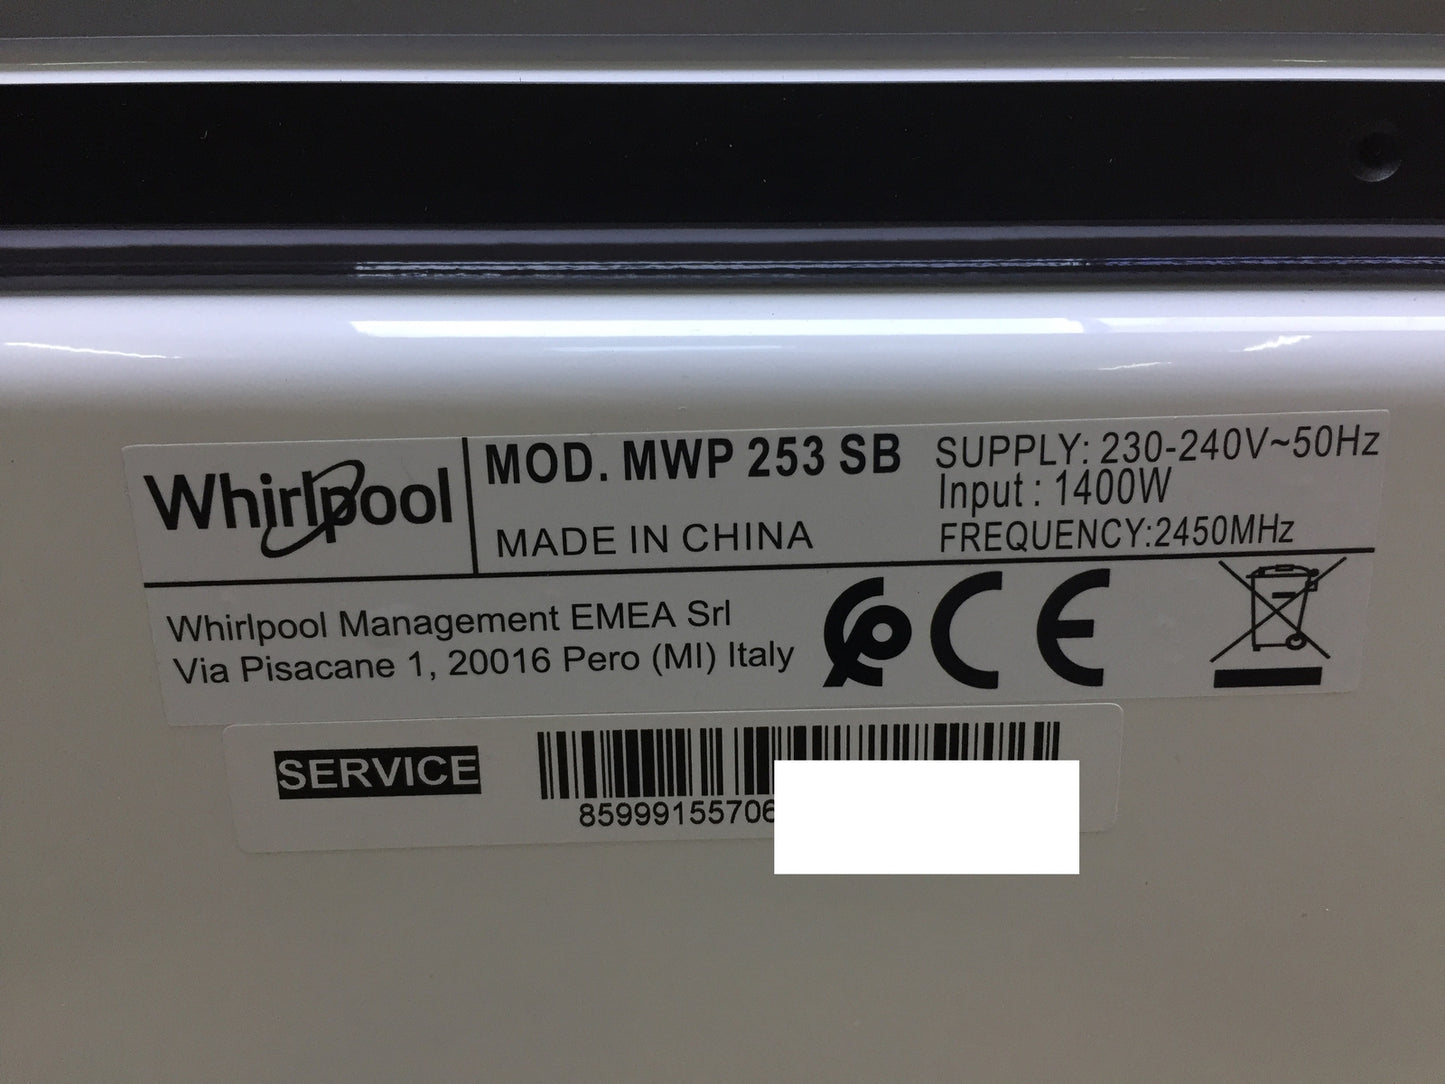 Whirlpool
MOD. MWP 253 SB
MADE IN CHINA
SUPPLY: 230-240V~50Hz
Input : 1400W
FREQUENCY:2450MHz
Whirlpool Management EMEA Srl
Via Pisacane 1, 20016 Pero (MI) Italy
CE
SERVICE
85999155706